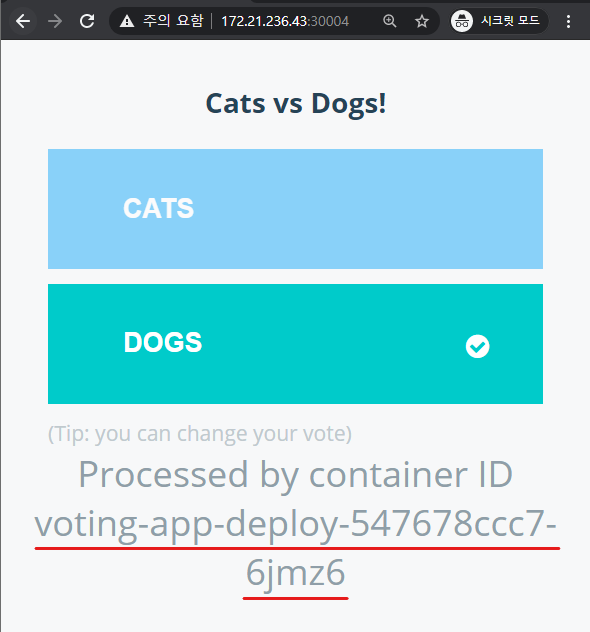 주의 요함 172.21.236.43:30004 시크릿 모드
Cats vs Dogs!
CATS
DOGS
(Tip: you can change your vote)
Processed by container ID
voting-app-deploy-547678ccc7-
6jmz6